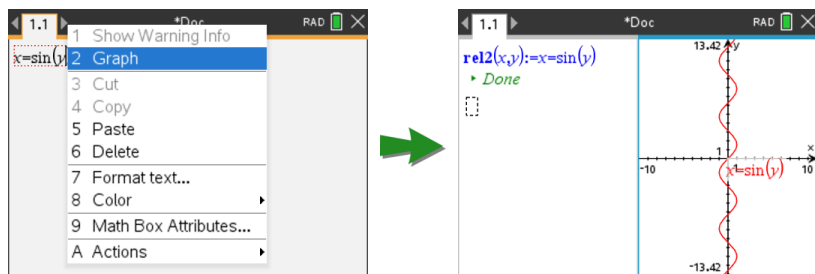 1.1
*Doc
RAD
x=sin(y
1 Show Warning Info
2 Graph
3 Cut
4 Copy
5 Paste
6 Delete
7 Format text...
8 Color
9 Math Box Attributes...
A Actions
1.1
*Doc
RAD
rel2(x,y):=x=sin(y)
▸ Done
13.42
y
x
1
-10
1
10
x=sin(y)
-13.42